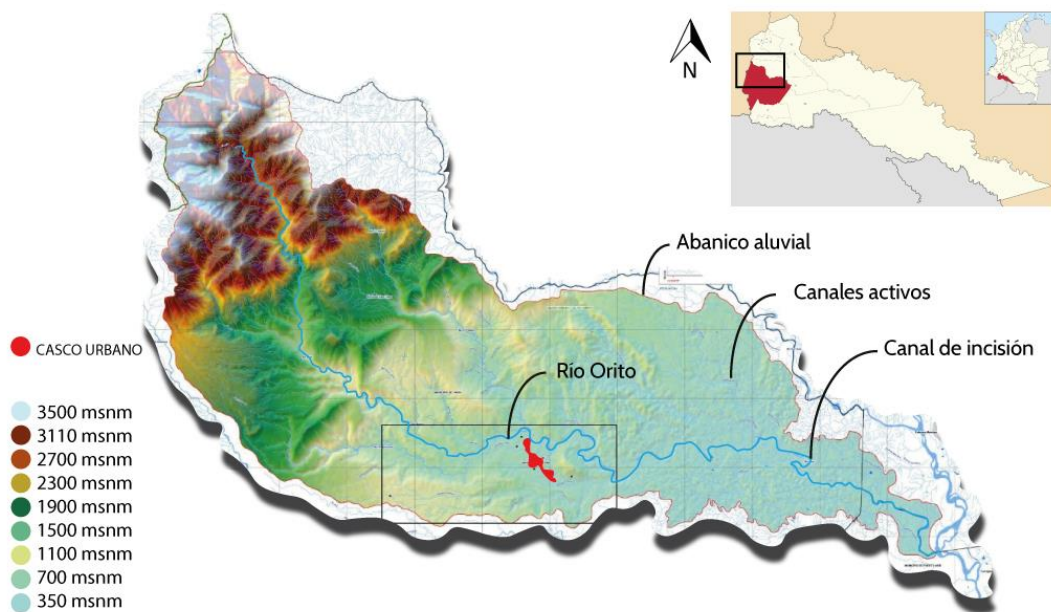 N
Abanico aluvial
Canales activos
Canal de incisión
Río Orito
CASCO URBANO
3500 msnm
3110 msnm
2700 msnm
2300 msnm
1900 msnm
1500 msnm
1100 msnm
700 msnm
350 msnm